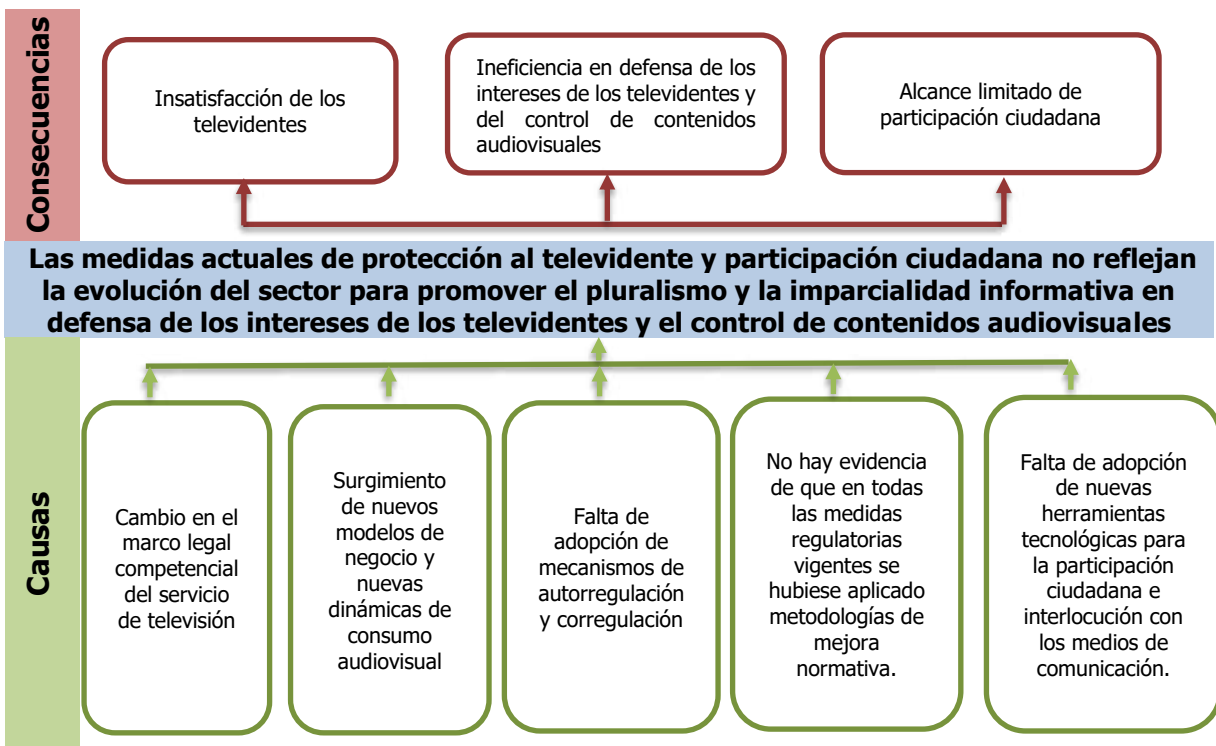 Consecuencias
Insatisfacción de los
televidentes
Ineficiencia en defensa de los
intereses de los televidentes y
del control de contenidos
audiovisuales
Alcance limitado de
participación ciudadana
Las medidas actuales de protección al televidente y participación ciudadana no reflejan
la evolución del sector para promover el pluralismo y la imparcialidad informativa en
defensa de los intereses de los televidentes y el control de contenidos audiovisuales
Causas
Cambio en el
marco legal
competencial
del servicio
de televisión
Surgimiento
de nuevos
modelos de
negocio y
nuevas
dinámicas de
consumo
audiovisual
Falta de
adopción de
mecanismos de
autorregulación
y corregulación
No hay evidencia
de que en todas
las medidas
regulatorias
vigentes se
hubiese aplicado
metodologías de
mejora
normativa.
Falta de adopción
de nuevas
herramientas
tecnológicas para
la participación
ciudadana e
interlocución con
los medios de
comunicación.